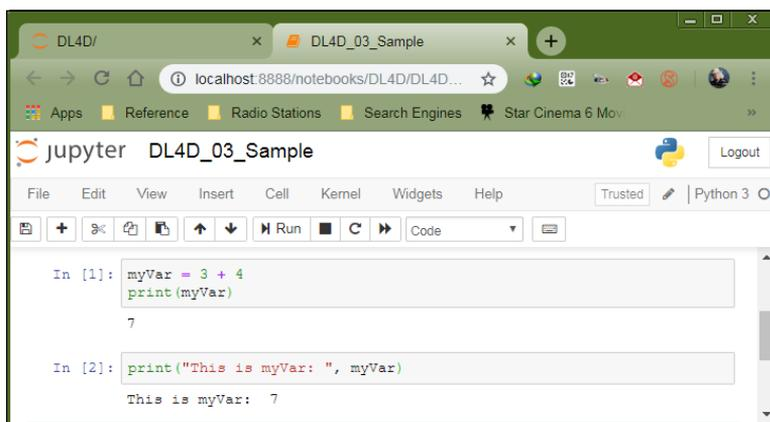 DL4D/
DL4D_03_Sample
localhost:8888/notebooks/DL4D/DL4D...
Apps Reference Radio Stations Search Engines Star Cinema 6 Mov
jupyter DL4D_03_Sample
Logout
File Edit View Insert Cell Kernel Widgets Help Trusted Python 3
Run Code
In [1]: myVar = 3 + 4
print(myVar)
7
In [2]: print("This is myVar: ", myVar)
This is myVar:  7